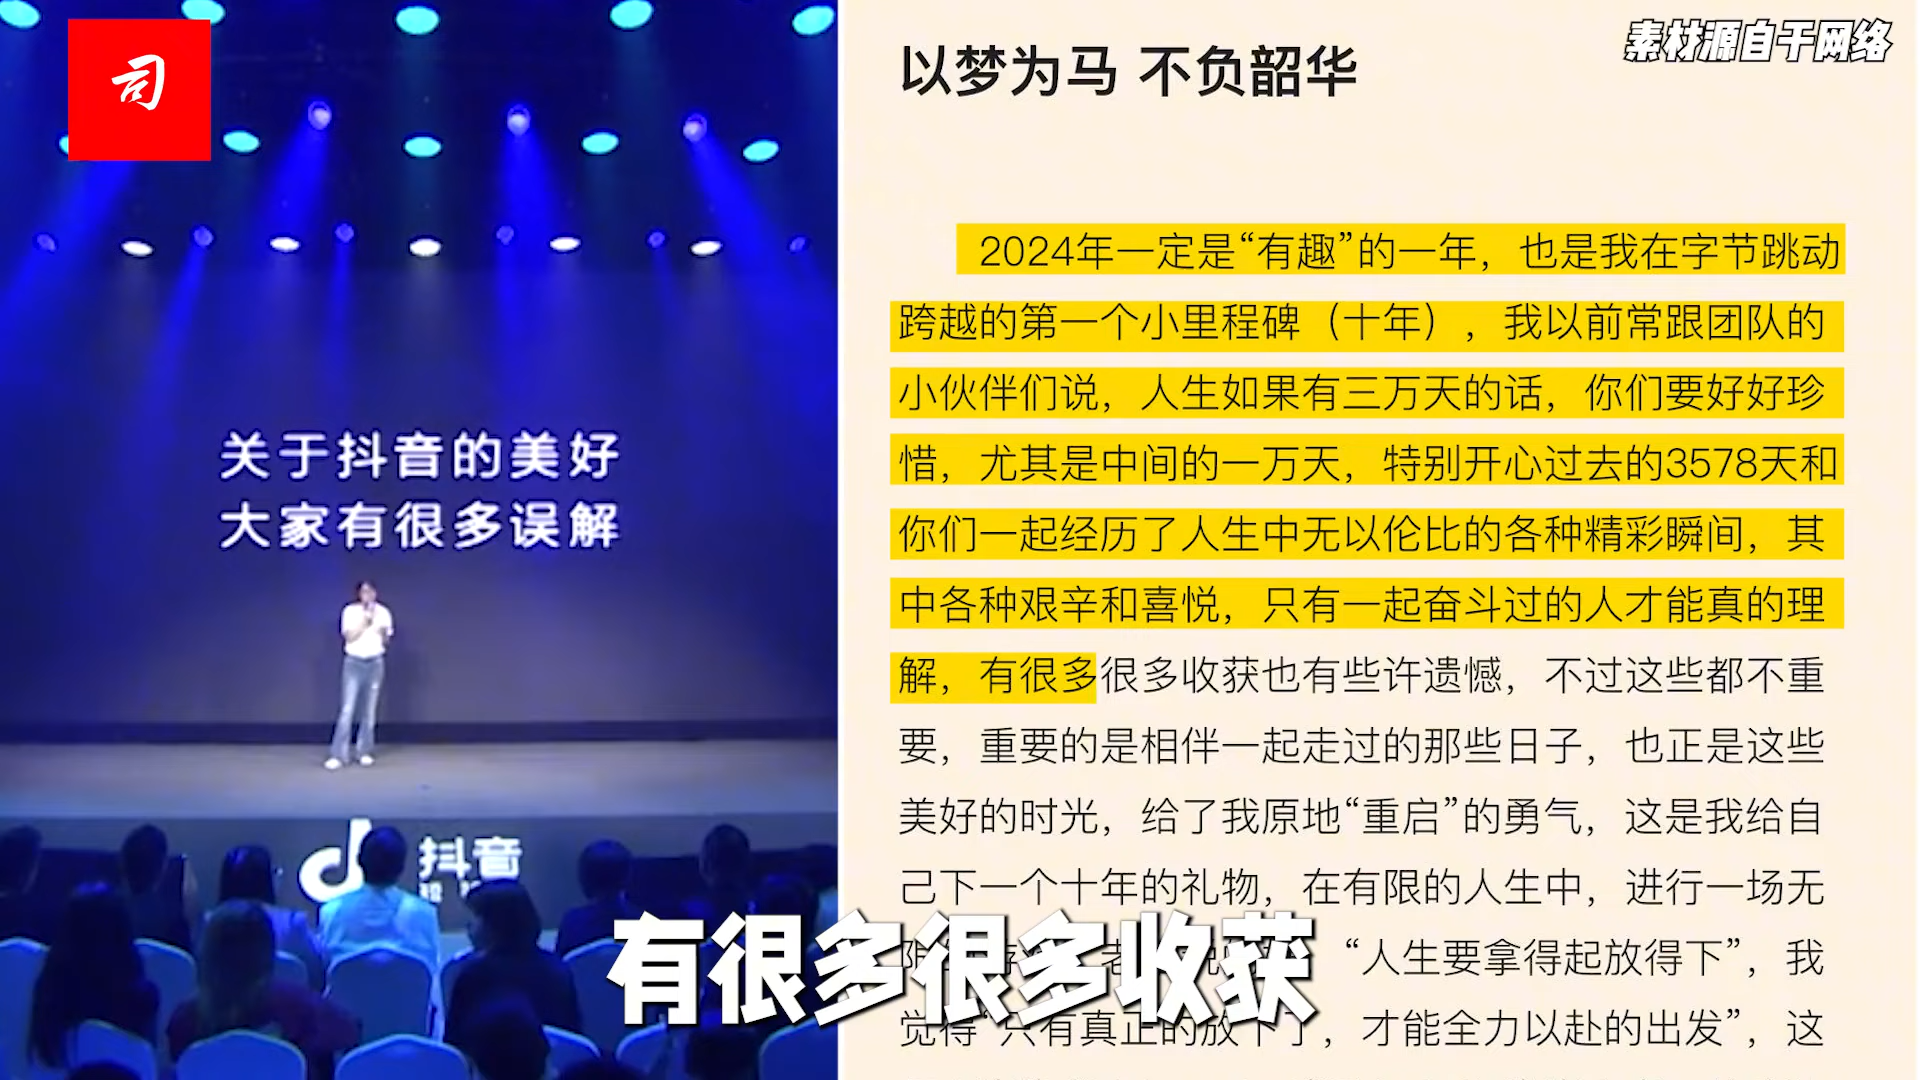 司
关于抖音的美好
大家有很多误解
抖音
素材源自于网络
以梦为马 不负韶华
2024年一定是“有趣”的一年，也是我在字节跳动
跨越的第一个小里程碑（十年），我以前常跟团队的
小伙伴们说，人生如果有三万天的话，你们要好好珍
惜，尤其是中间的一万天，特别开心过去的3578天和
你们一起经历了人生中无以伦比的各种精彩瞬间，其
中各种艰辛和喜悦，只有一起奋斗过的人才能真的理
解，有很多很多收获也有些许遗憾，不过这些都不重
要，重要的是相伴一起走过的那些日子，也正是这些
美好的时光，给了我原地“重启”的勇气，这是我给自
己下一个十年的礼物，在有限的人生中，进行一场无
“人生要拿得起放得下”，我
觉得“只有真正的放下了，才能全力以赴的出发”，这
有很多很多收获